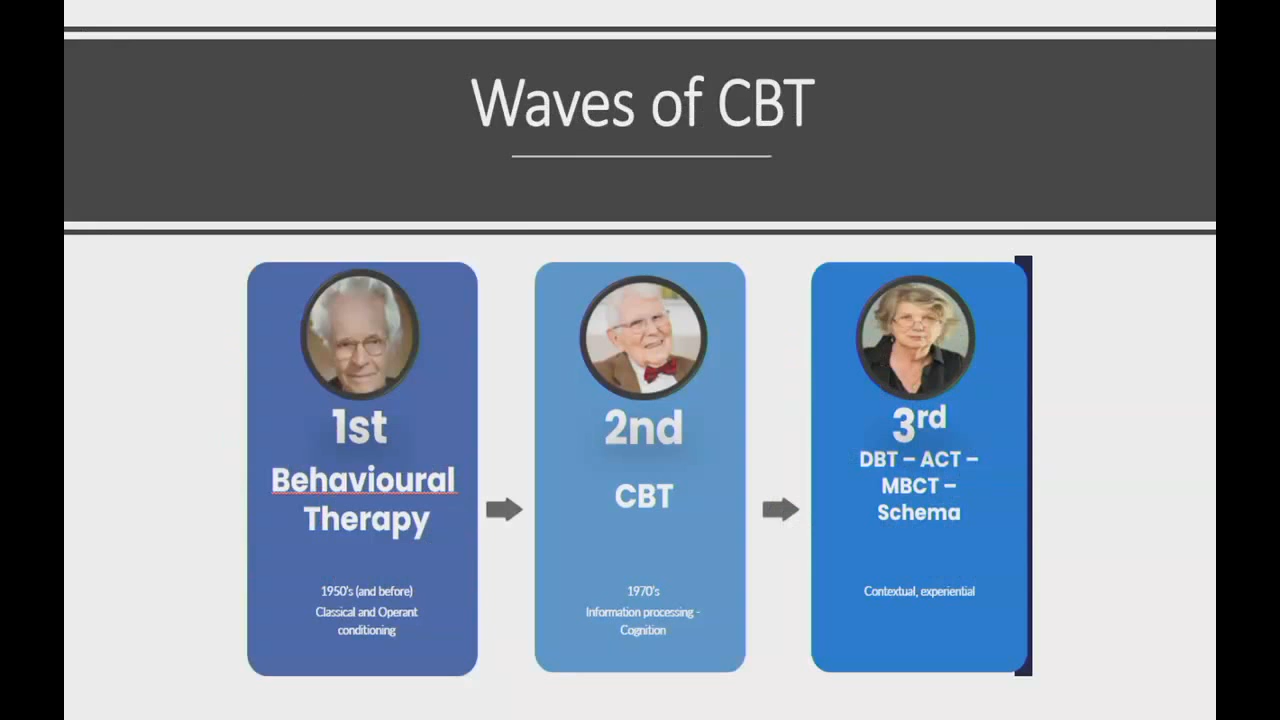 Waves of CBT
1st
Behavioural
Therapy
1950's (and before)
Classical and Operant
conditioning
2nd
CBT
1970's
Information processing -
Cognition
3rd
DBT – ACT –
MBCT –
Schema
Contextual, experiential